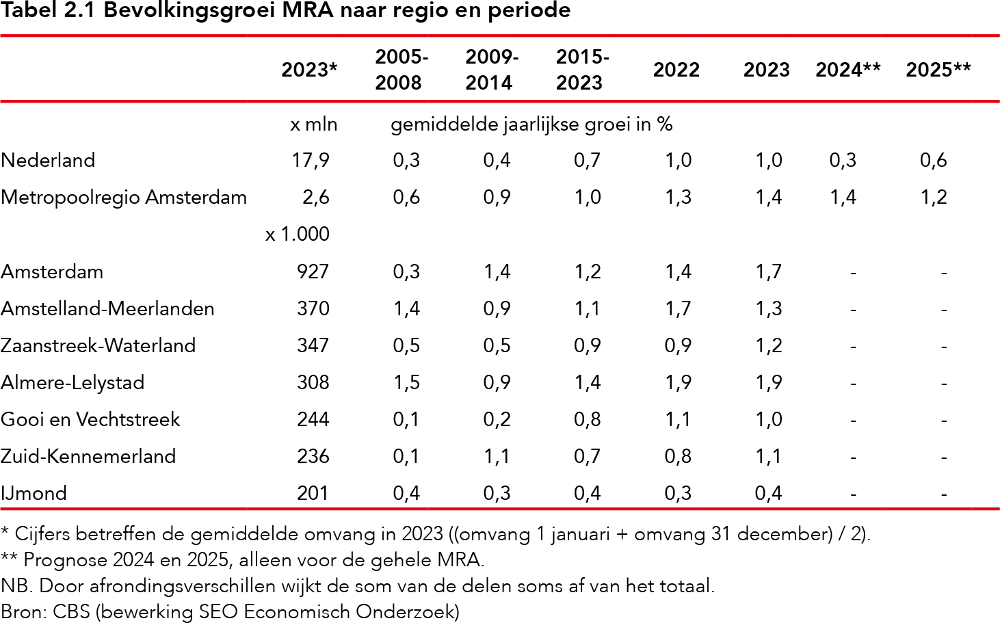 Tabel 2.1 Bevolkingsgroei MRA naar regio en periode
2023* 2005-2008 2009-2014 2015-2023 2022 2023 2024** 2025**
x mln gemiddelde jaarlijkse groei in %
Nederland 17,9 0,3 0,4 0,7 1,0 1,0 0,3 0,6
Metropoolregio Amsterdam 2,6 0,6 0,9 1,0 1,3 1,4 1,4 1,2
x 1.000
Amsterdam 927 0,3 1,4 1,2 1,4 1,7 - -
Amstelland-Meerlanden 370 1,4 0,9 1,1 1,7 1,3 - -
Zaanstreek-Waterland 347 0,5 0,5 0,9 0,9 1,2 - -
Almere-Lelystad 308 1,5 0,9 1,4 1,9 1,9 - -
Gooi en Vechtstreek 244 0,1 0,2 0,8 1,1 1,0 - -
Zuid-Kennemerland 236 0,1 1,1 0,7 0,8 1,1 - -
IJmond 201 0,4 0,3 0,4 0,3 0,4 - -
* Cijfers betreffen de gemiddelde omvang in 2023 ((omvang 1 januari + omvang 31 december) / 2).
** Prognose 2024 en 2025, alleen voor de gehele MRA.
NB. Door afrondingsverschillen wijkt de som van de delen soms af van het totaal.
Bron: CBS (bewerking SEO Economisch Onderzoek)